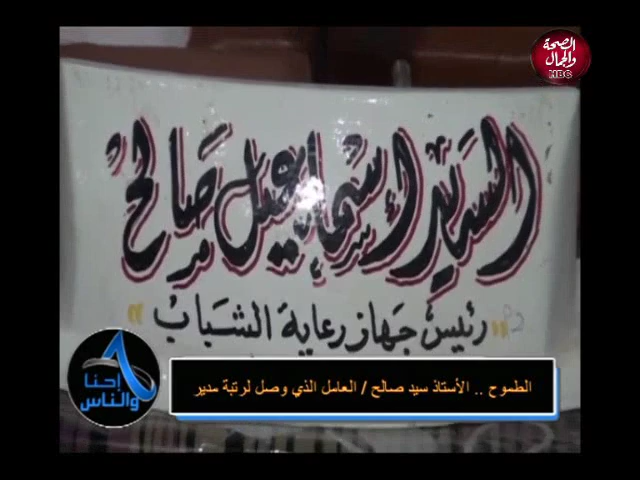 الصحة
والجمال
HBC
السيد إسماعيل صالح
" رئيس جهاز رعاية الشباب "
إحنا
والناس
الطموح .. الأستاذ سيد صالح / العامل الذي وصل لرتبة مدير